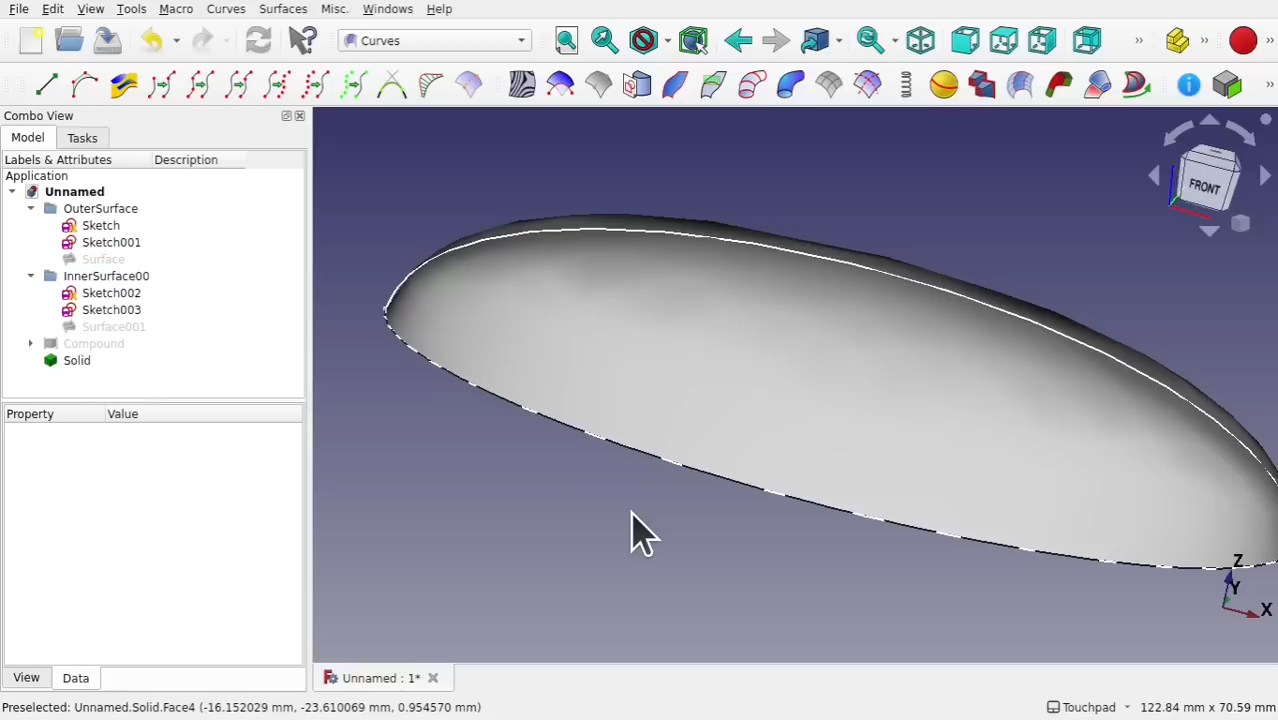 File Edit View Tools Macro Curves Surfaces Misc. Windows Help
Curves
Combo View
Model Tasks
Labels & Attributes Description
Application
Unnamed
OuterSurface
Sketch
Sketch001
Surface
InnerSurface00
Sketch002
Sketch003
Surface001
Compound
Solid
FRONT
Property Value
Z
Y
X
View Data
Unnamed : 1*
Preselected: Unnamed.Solid.Face4 (-16.152029 mm, -23.610069 mm, 0.954570 mm) Touchpad 122.84 mm x 70.59 mm